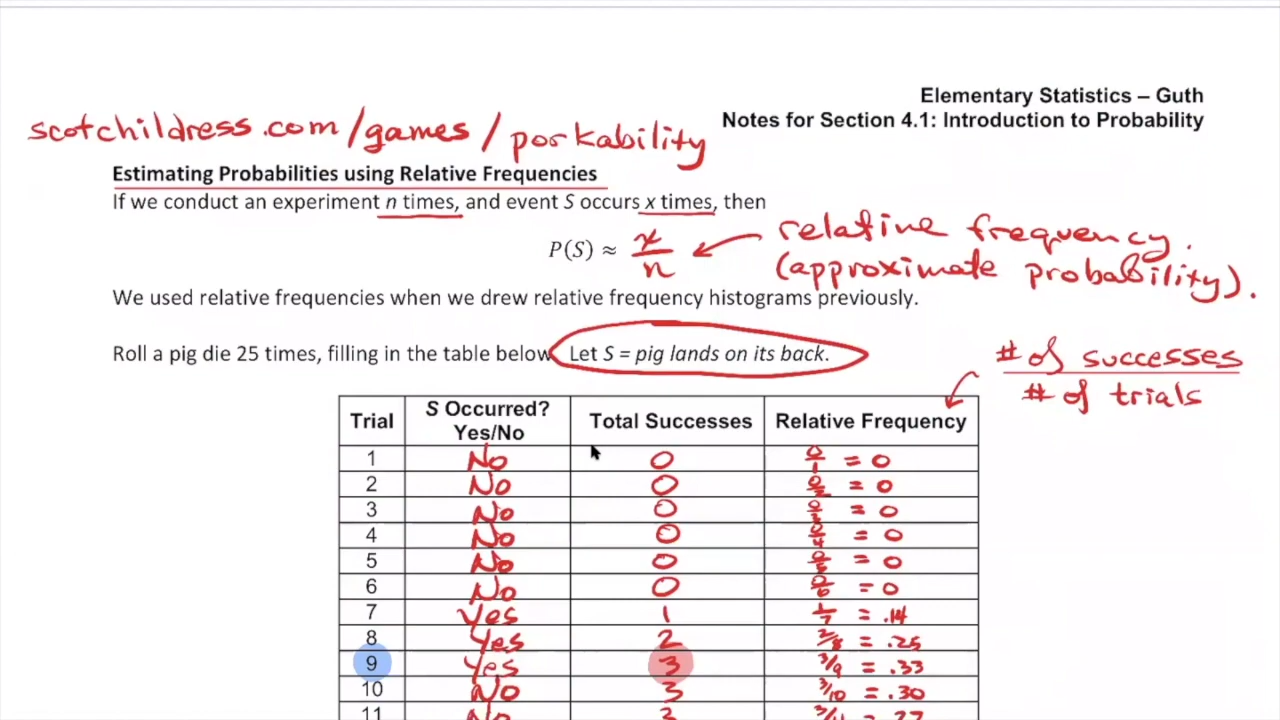 Elementary Statistics – Guth
Notes for Section 4.1: Introduction to Probability
scotchildress.com/games/porkability
Estimating Probabilities using Relative Frequencies
If we conduct an experiment n times, and event S occurs x times, then
P(S) ≈ x/n
relative frequency.
(approximate probability).
We used relative frequencies when we drew relative frequency histograms previously.
Roll a pig die 25 times, filling in the table below. Let S = pig lands on its back.
# of successes
# of trials
Trial S Occurred? Yes/No Total Successes Relative Frequency
1 No 0 0/1 = 0
2 No 0 0/2 = 0
3 No 0 0/3 = 0
4 No 0 0/4 = 0
5 No 0 0/5 = 0
6 No 0 0/6 = 0
7 Yes 1 1/7 = .14
8 Yes 2 2/8 = .25
9 Yes 3 3/9 = .33
10 No 3 3/10 = .30
11 No 3 3/11 = .27